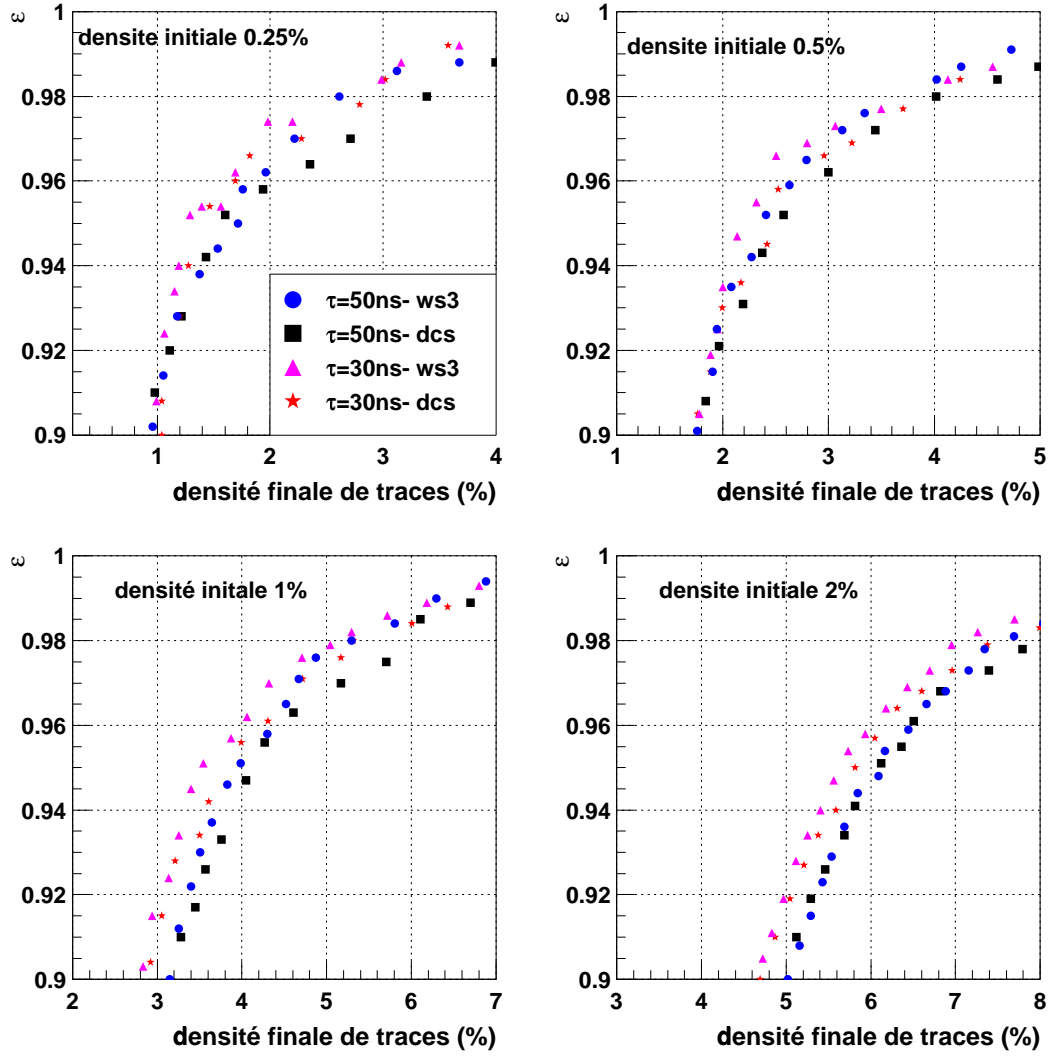 ε
1
0.98
0.96
0.94
0.92
0.9
densite initiale 0.25%
τ=50ns- ws3
τ=50ns- dcs
τ=30ns- ws3
τ=30ns- dcs
1 2 3 4
densité finale de traces (%)
ε
1
0.98
0.96
0.94
0.92
0.9
densite initiale 0.5%
1 2 3 4 5
densité finale de traces (%)
ε
1
0.98
0.96
0.94
0.92
0.9
densité initale 1%
2 3 4 5 6 7
densité finale de traces (%)
ε
1
0.98
0.96
0.94
0.92
0.9
densite initiale 2%
3 4 5 6 7 8
densité finale de traces (%)